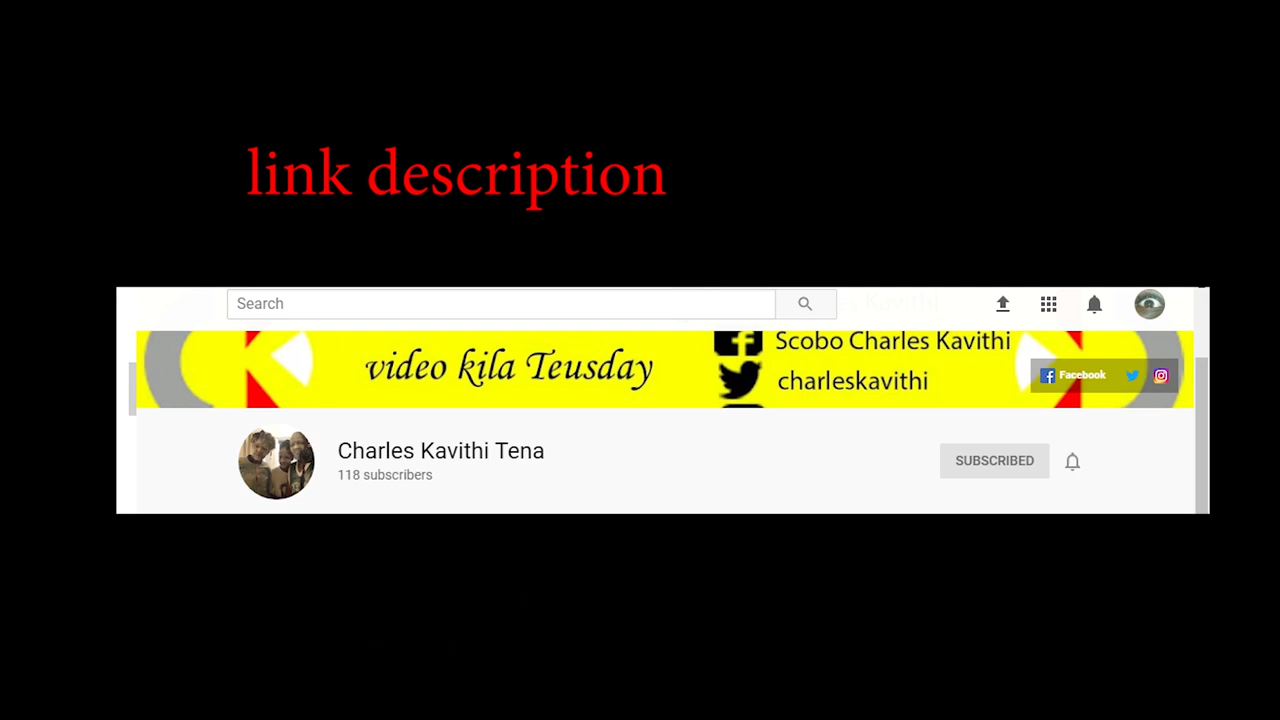 link description
Search
Scobo Charles Kavithi
video kila Teusday
charleskavithi
Facebook
Charles Kavithi Tena
118 subscribers
SUBSCRIBED